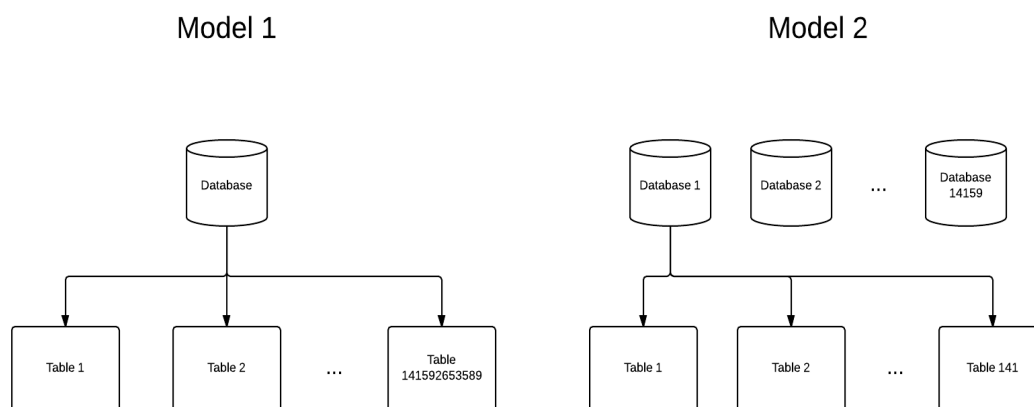 Model 1
Model 2
Database
Database 1
Database 2
...
Database
14159
Table 1
Table 2
...
Table
141592653589
Table 1
Table 2
...
Table 141